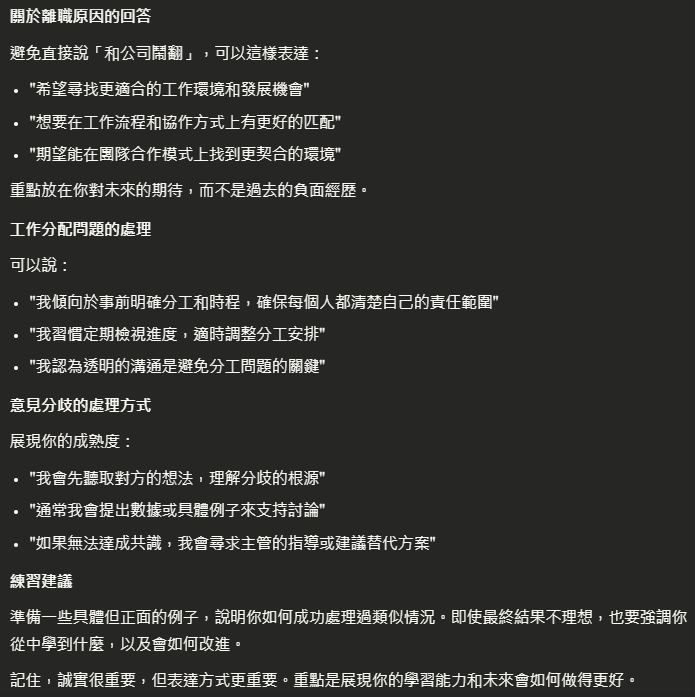 關於離職原因的回答
避免直接說「和公司鬧翻」，可以這樣表達：
• "希望尋找更適合的工作環境和發展機會"
• "想要在工作流程和協作方式上有更好的匹配"
• "期望能在團隊合作模式上找到更契合的環境"
重點放在你對未來的期待，而不是過去的負面經歷。
工作分配問題的處理
可以說：
• "我傾向於事前明確分工和時程，確保每個人都清楚自己的責任範圍"
• "我習慣定期檢視進度，適時調整分工安排"
• "我認為透明的溝通是避免分工問題的關鍵"
意見分歧的處理方式
展現你的成熟度：
• "我會先聽取對方的想法，理解分歧的根源"
• "通常我會提出數據或具體例子來支持討論"
• "如果無法達成共識，我會尋求主管的指導或建議替代方案"
練習建議
準備一些具體但正面的例子，說明你如何成功處理過類似情況。即使最終結果不理想，也要強調你
從中學到什麼，以及會如何改進。
記住，誠實很重要，但表達方式更重要。重點是展現你的學習能力和未來會如何做得更好。